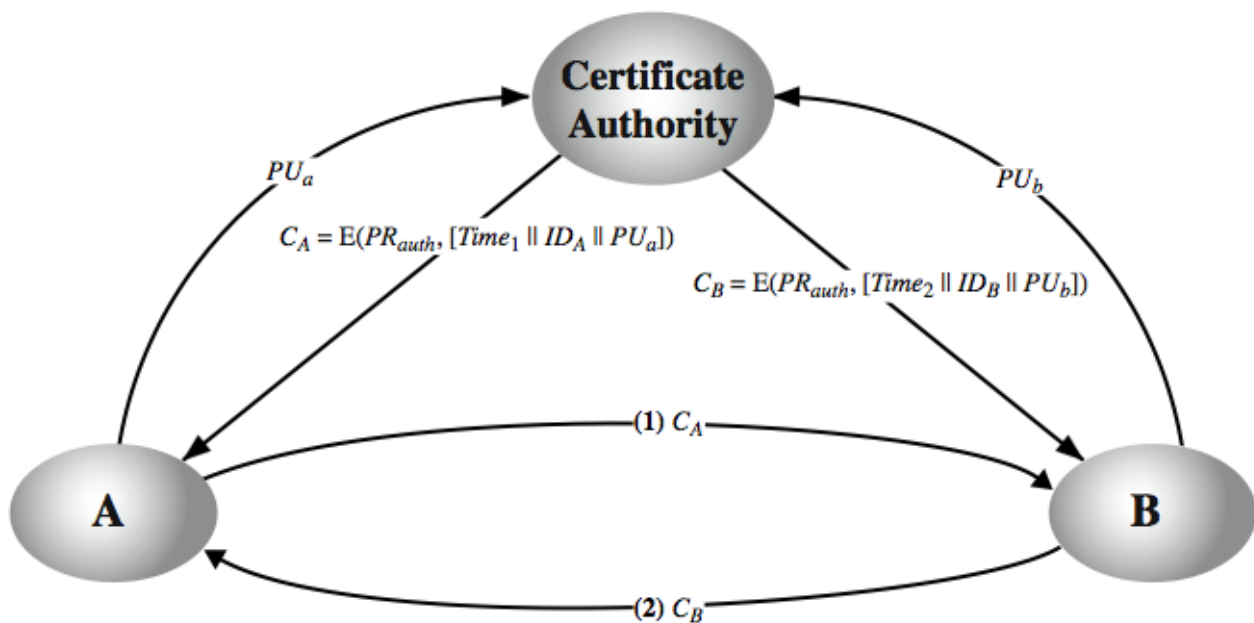 Certificate
Authority
PUa
PUb
CA = E(PRauth, [Time1 || IDA || PUa])
CB = E(PRauth, [Time2 || IDB || PUb])
(1) CA
A
B
(2) CB